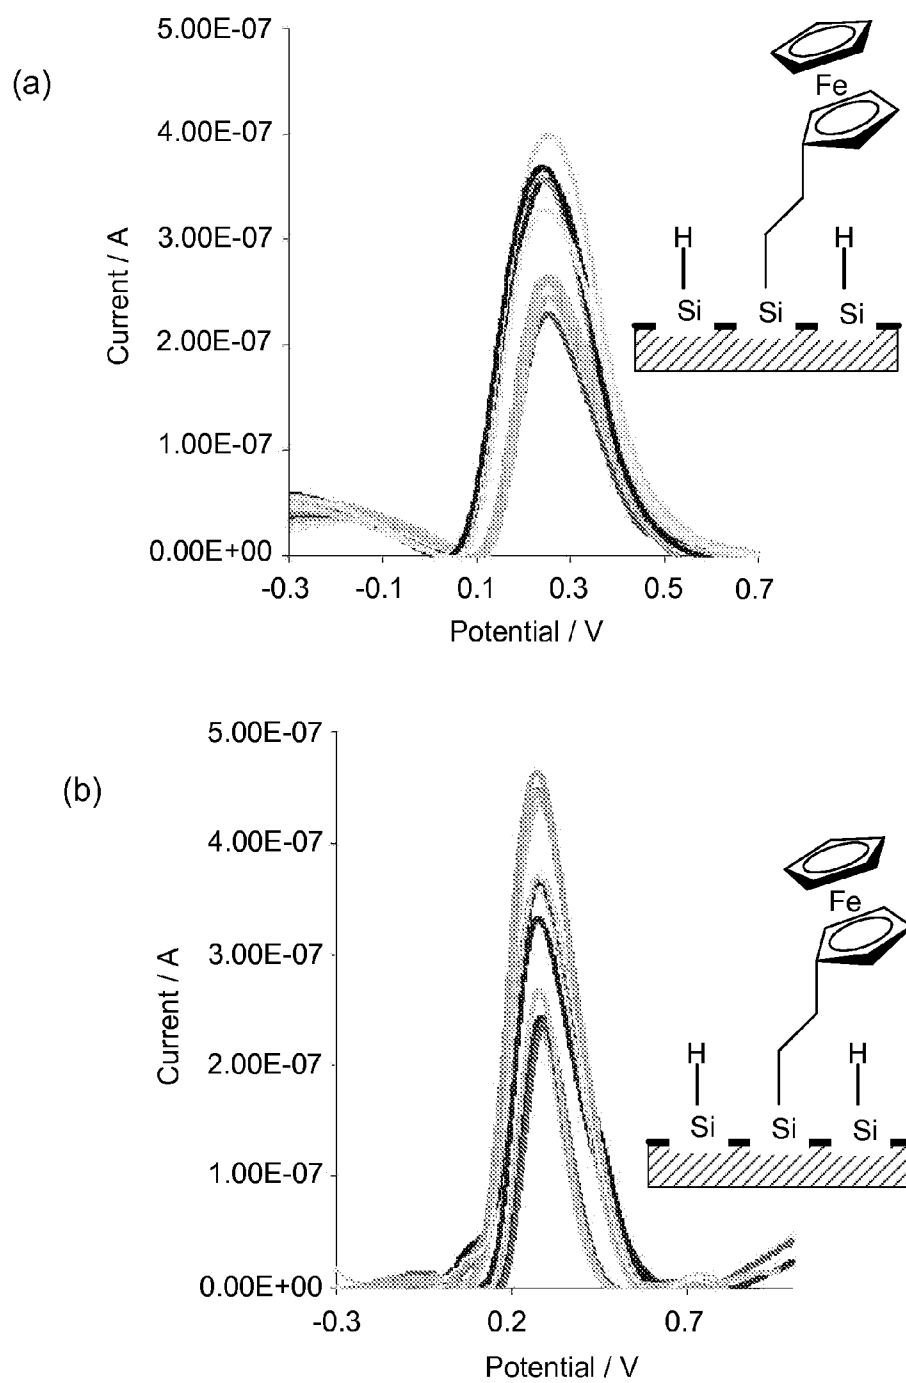 (a)
5.00E-07
4.00E-07
3.00E-07
2.00E-07
1.00E-07
0.00E+00
-0.3 -0.1 0.1 0.3 0.5 0.7
Current / A
Potential / V
Fe
H H
Si Si Si
(b)
5.00E-07
4.00E-07
3.00E-07
2.00E-07
1.00E-07
0.00E+00
-0.3 0.2 0.7
Current / A
Potential / V
Fe
H H
Si Si Si